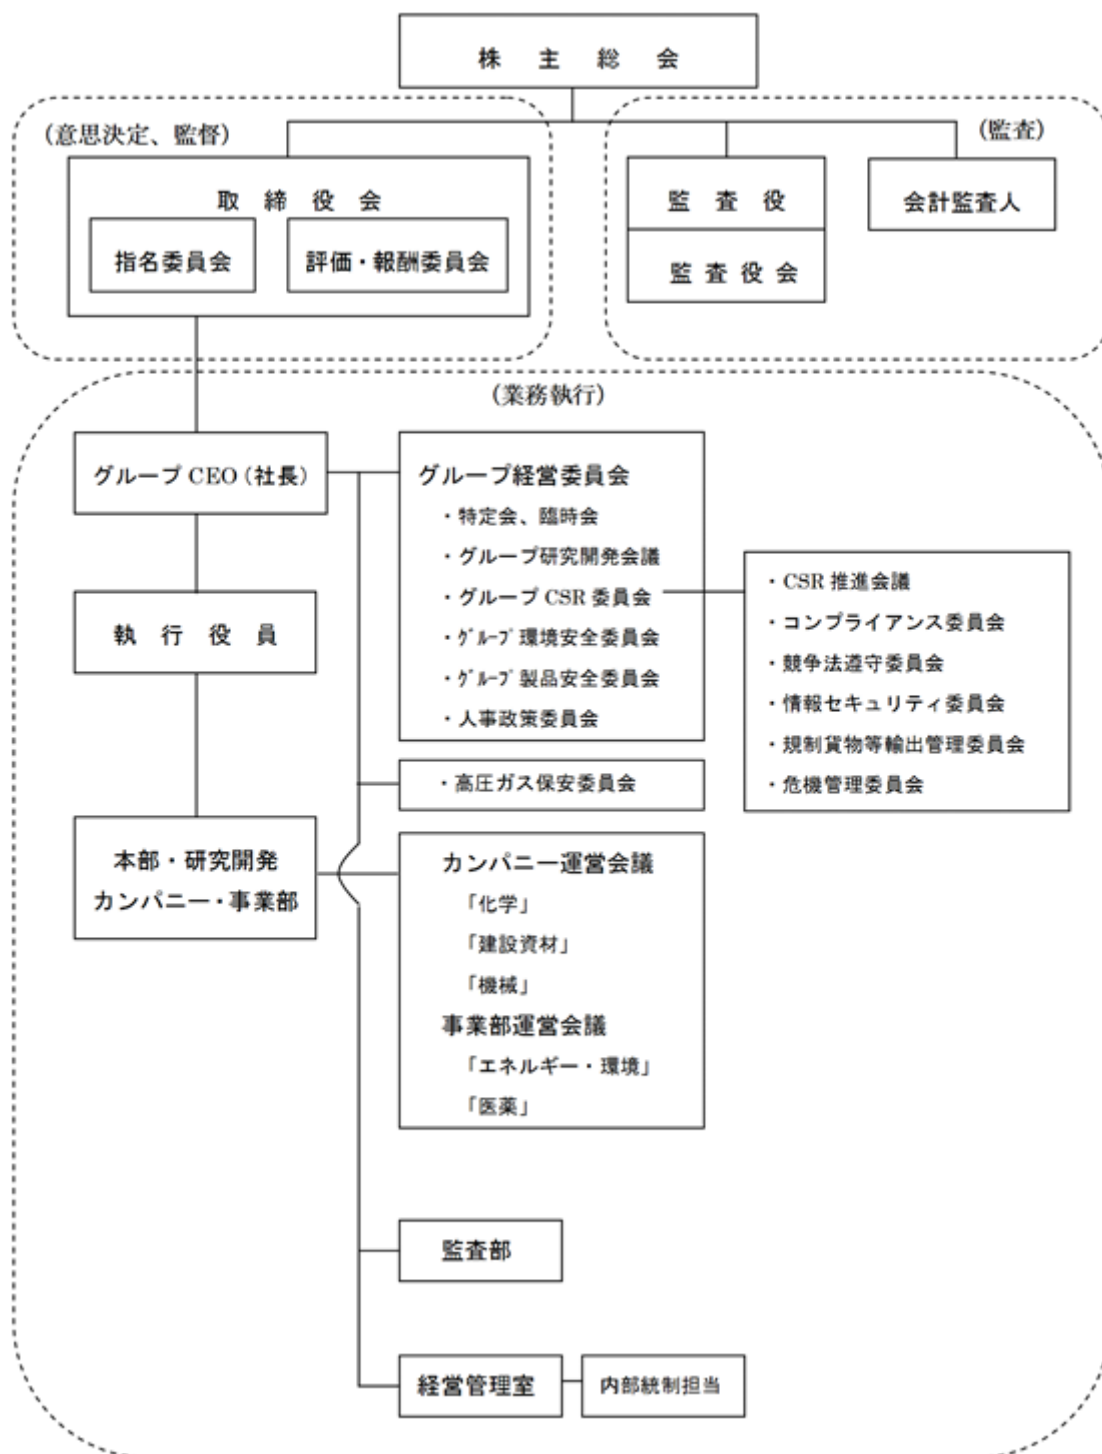 株主総会
(意思決定、監督)
(監査)
取締役会
指名委員会
評価・報酬委員会
監査役
監査役会
会計監査人
(業務執行)
グループ CEO(社長)
執行役員
本部・研究開発
カンパニー・事業部
グループ経営委員会
・特定会、臨時会
・グループ研究開発会議
・グループ CSR 委員会
・グループ環境安全委員会
・グループ製品安全委員会
・人事政策委員会
・CSR 推進会議
・コンプライアンス委員会
・競争法遵守委員会
・情報セキュリティ委員会
・規制貨物等輸出管理委員会
・危機管理委員会
・高圧ガス保安委員会
カンパニー運営会議
「化学」
「建設資材」
「機械」
事業部運営会議
「エネルギー・環境」
「医薬」
監査部
経営管理室
内部統制担当